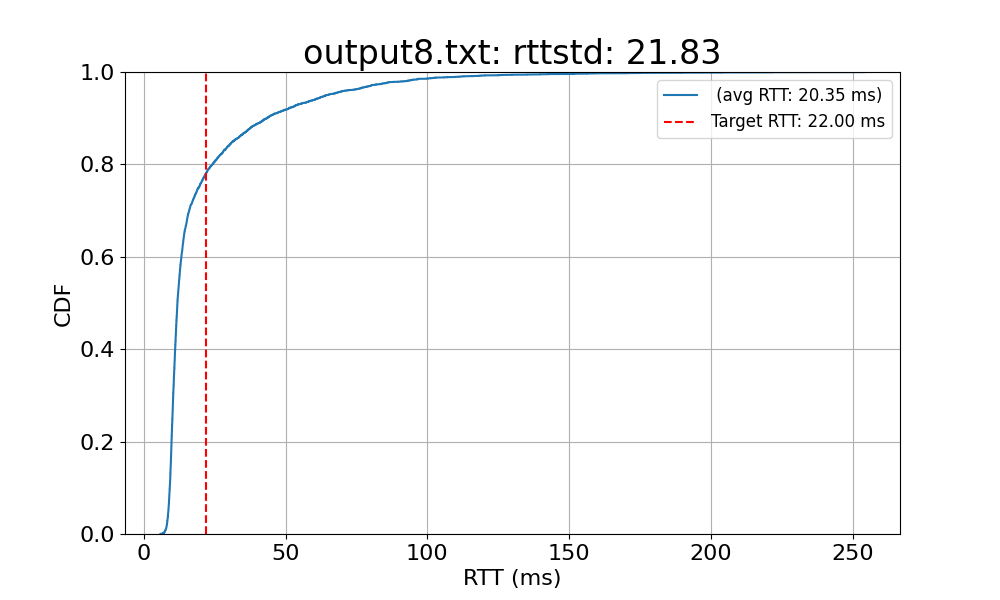 output8.txt: rttstd: 21.83
(avg RTT: 20.35 ms)
Target RTT: 22.00 ms
CDF
1.0
0.8
0.6
0.4
0.2
0.0
0 50 100 150 200 250
RTT (ms)